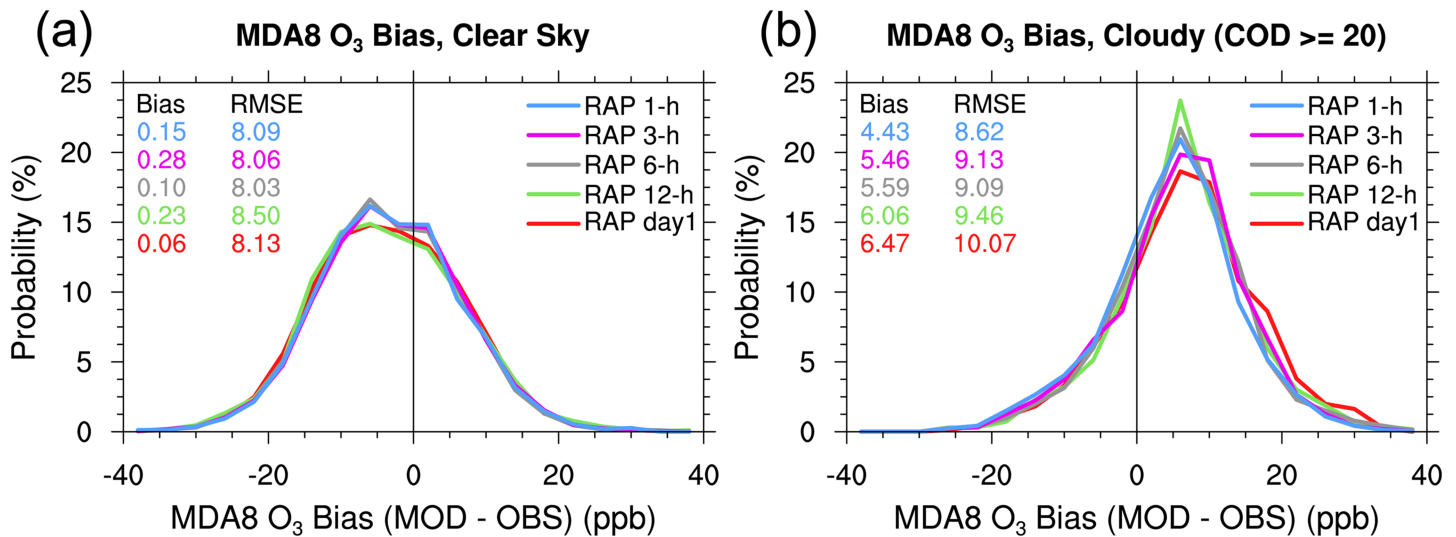 (a) MDA8 O3 Bias, Clear Sky
25
20
15
10
5
0
Probability (%)
Bias RMSE
0.15 8.09
0.28 8.06
0.10 8.03
0.23 8.50
0.06 8.13
RAP 1-h
RAP 3-h
RAP 6-h
RAP 12-h
RAP day1
-40 -20 0 20 40
MDA8 O3 Bias (MOD - OBS) (ppb)
(b) MDA8 O3 Bias, Cloudy (COD >= 20)
25
20
15
10
5
0
Probability (%)
Bias RMSE
4.43 8.62
5.46 9.13
5.59 9.09
6.06 9.46
6.47 10.07
RAP 1-h
RAP 3-h
RAP 6-h
RAP 12-h
RAP day1
-40 -20 0 20 40
MDA8 O3 Bias (MOD - OBS) (ppb)